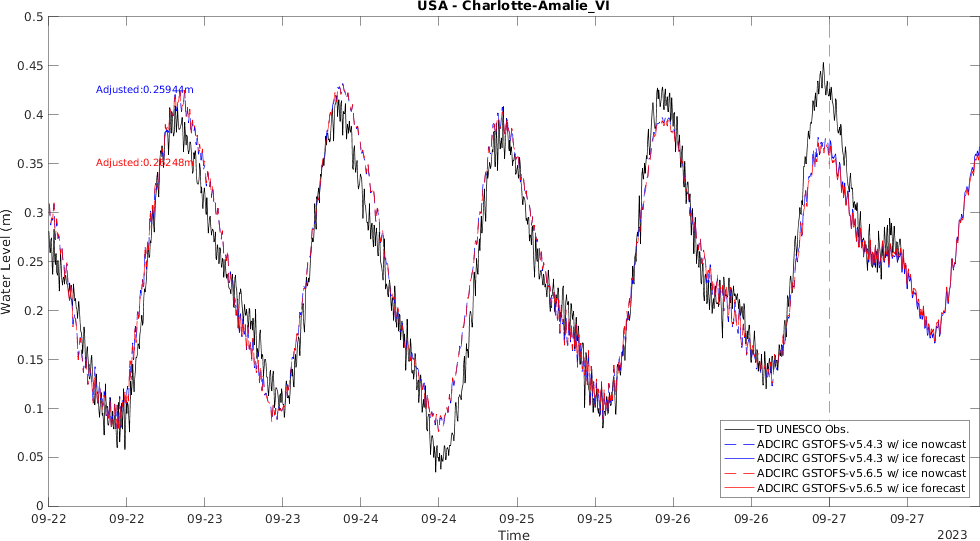 USA - Charlotte-Amalie_VI
0.5
0.45
0.4
0.35
0.3
0.25
0.2
0.15
0.1
0.05
0
Water Level (m)
Adjusted:0.25944m
Adjusted:0.26248m
TD UNESCO Obs.
ADCIRC GSTOFS-v5.4.3 w/ ice nowcast
ADCIRC GSTOFS-v5.4.3 w/ ice forecast
ADCIRC GSTOFS-v5.6.5 w/ ice nowcast
ADCIRC GSTOFS-v5.6.5 w/ ice forecast
09-22 09-22 09-23 09-23 09-24 09-24 09-25 09-25 09-26 09-26 09-27 09-27
Time
2023